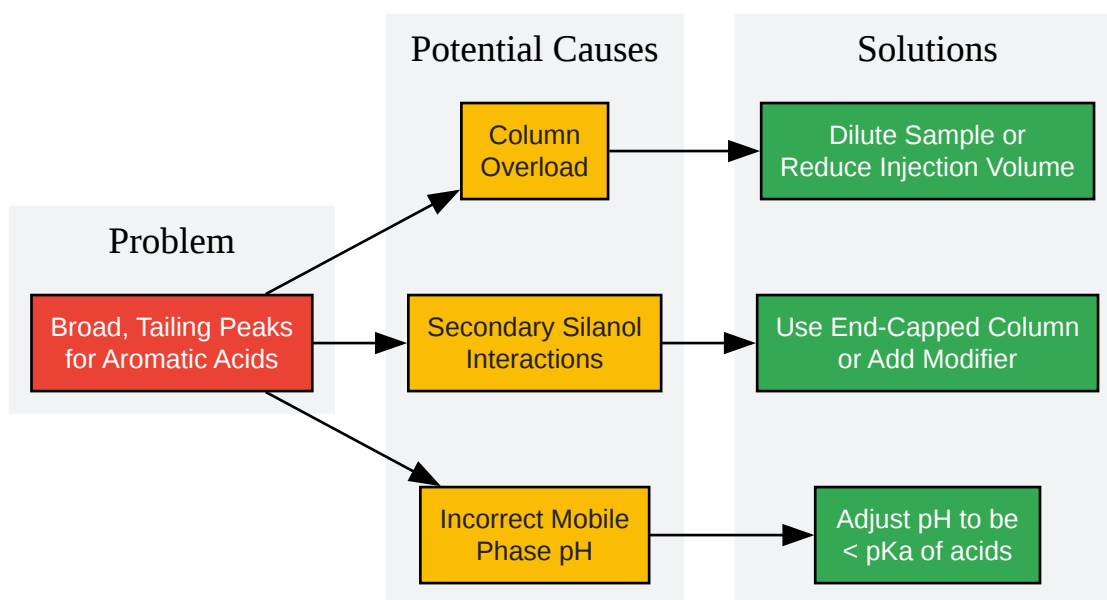 Problem
Broad, Tailing Peaks
for Aromatic Acids
Potential Causes
Column
Overload
Secondary Silanol
Interactions
Incorrect Mobile
Phase pH
Solutions
Dilute Sample or
Reduce Injection Volume
Use End-Capped Column
or Add Modifier
Adjust pH to be
< pKa of acids